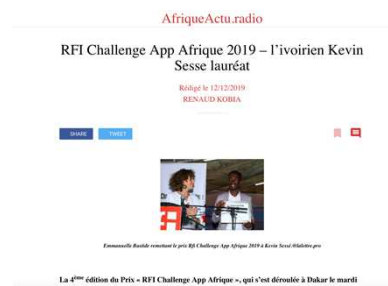 AfriqueActu.radio
RFI Challenge App Afrique 2019 – l'ivoirien Kevin
Sesse lauréat
Rédigé le 12/12/2019
RENAUD KOBIA
SHARE
TWEET
Emmanuelle Bastide remettant le prix Rfi Challenge App Afrique 2019 à Kevin Sesse/@lalettre.pro
La 4ème édition du Prix « RFI Challenge App Afrique », qui s'est déroulée à Dakar le mardi